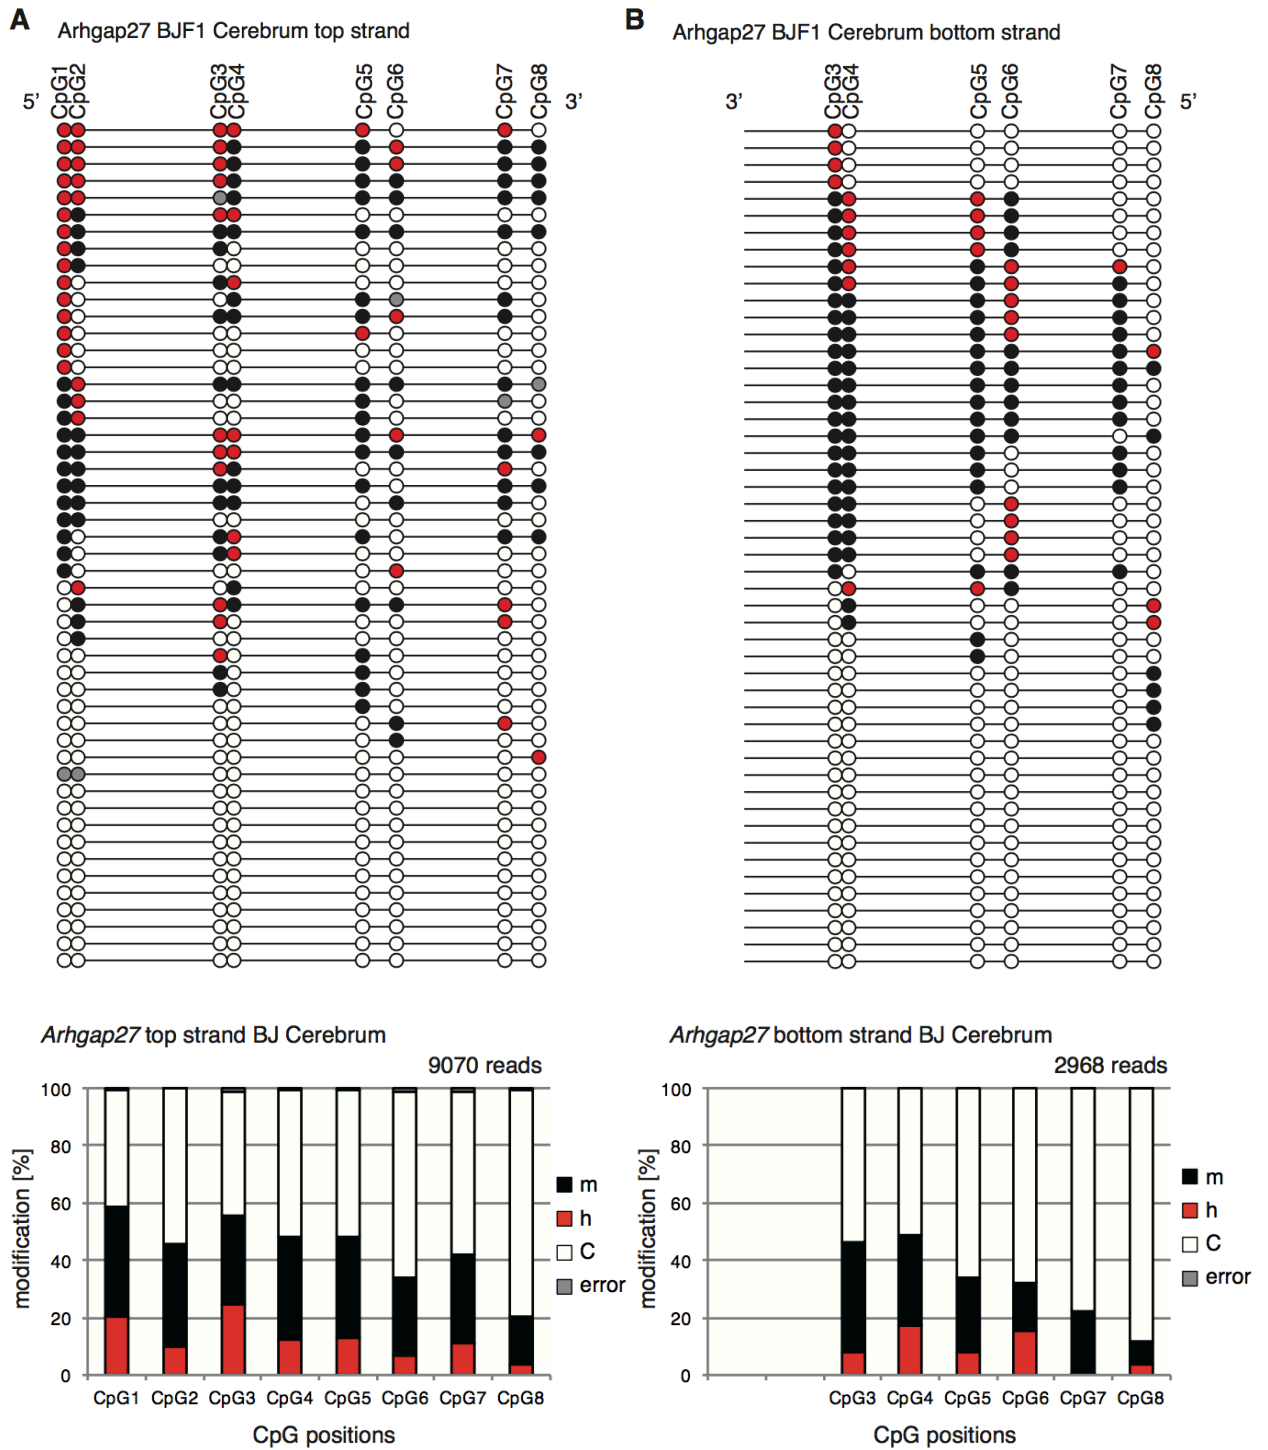 A
Arhgap27 BJF1 Cerebrum top strand
5’
CpG1
CpG2
CpG3
CpG4
CpG5
CpG6
CpG7
CpG8
3’
B
Arhgap27 BJF1 Cerebrum bottom strand
3’
CpG3
CpG4
CpG5
CpG6
CpG7
CpG8
5’
Arhgap27 top strand BJ Cerebrum
9070 reads
modification [%]
100
80
60
40
20
0
CpG1 CpG2 CpG3 CpG4 CpG5 CpG6 CpG7 CpG8
CpG positions
m
h
C
error
Arhgap27 bottom strand BJ Cerebrum
2968 reads
modification [%]
100
80
60
40
20
0
CpG3 CpG4 CpG5 CpG6 CpG7 CpG8
CpG positions
m
h
C
error